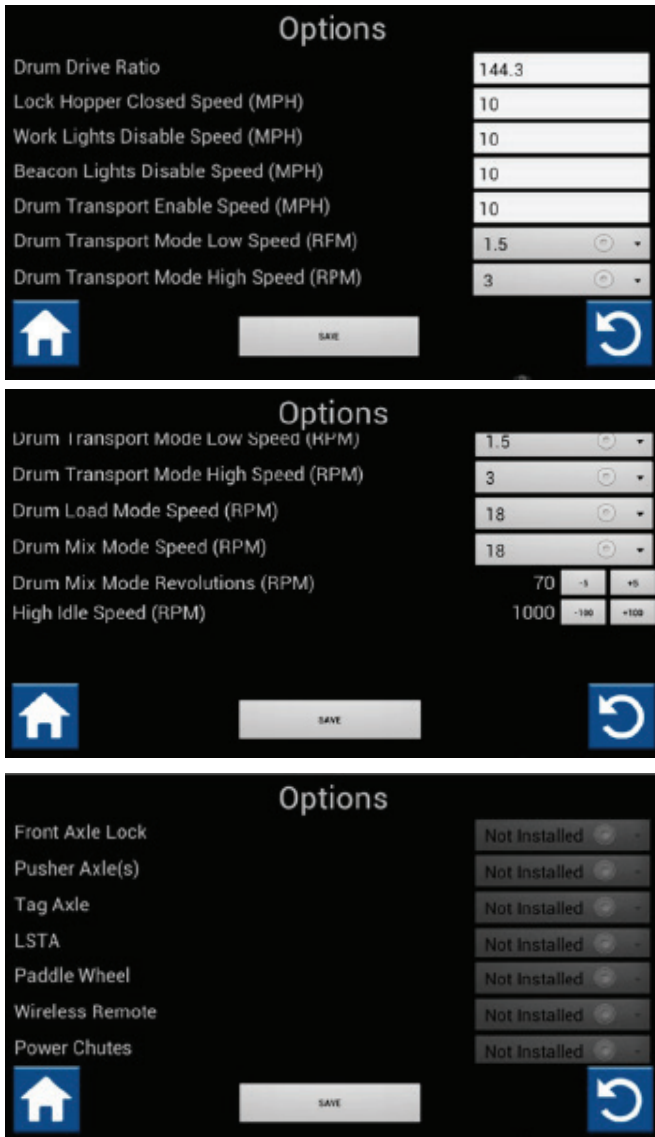 Options
Drum Drive Ratio 144.3
Lock Hopper Closed Speed (MPH) 10
Work Lights Disable Speed (MPH) 10
Beacon Lights Disable Speed (MPH) 10
Drum Transport Enable Speed (MPH) 10
Drum Transport Mode Low Speed (RFM) 1.5
Drum Transport Mode High Speed (RPM) 3
SAVE
Options
Drum Transport Mode Low Speed (RPM) 1.5
Drum Transport Mode High Speed (RPM) 3
Drum Load Mode Speed (RPM) 18
Drum Mix Mode Speed (RPM) 18
Drum Mix Mode Revolutions (RPM) 70 -5 +5
High Idle Speed (RPM) 1000 -100 +100
SAVE
Options
Front Axle Lock Not Installed
Pusher Axle(s) Not Installed
Tag Axle Not Installed
LSTA Not Installed
Paddle Wheel Not Installed
Wireless Remote Not Installed
Power Chutes Not Installed
SAVE